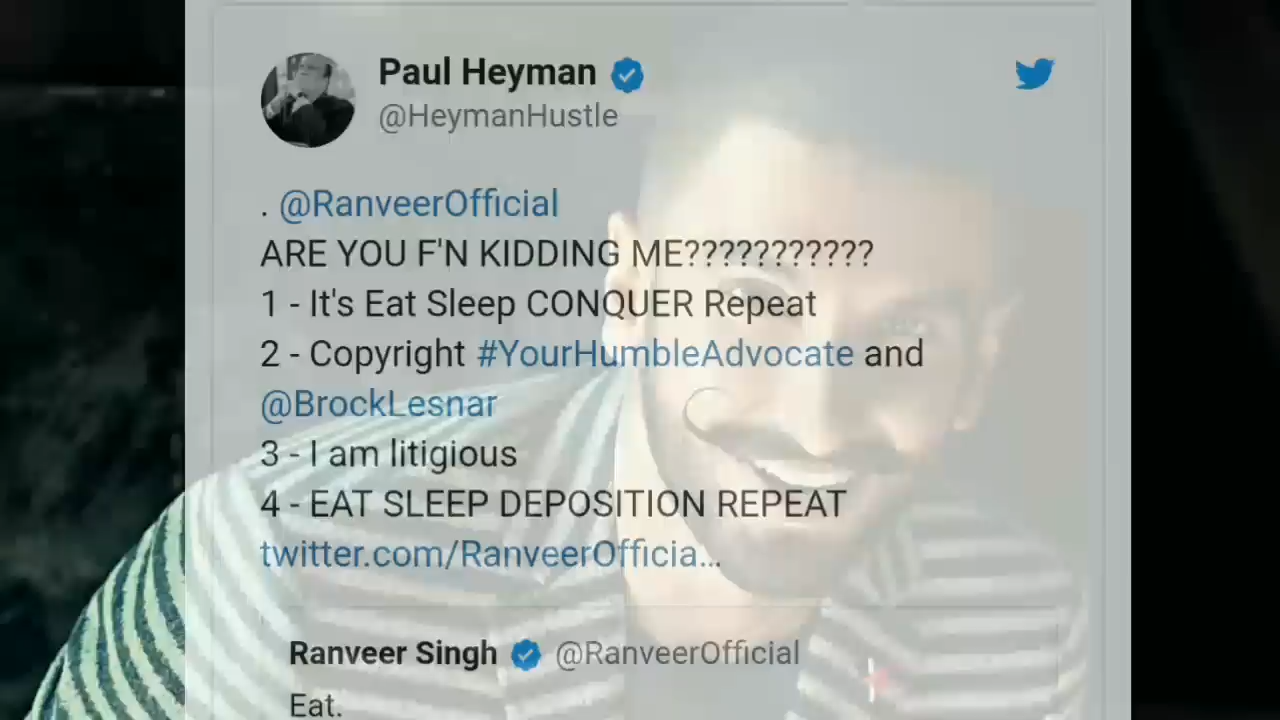 Paul Heyman
@HeymanHustle
. @RanveerOfficial
ARE YOU F'N KIDDING ME???????????
1 - It's Eat Sleep CONQUER Repeat
2 - Copyright #YourHumbleAdvocate and
@BrockLesnar
3 - I am litigious
4 - EAT SLEEP DEPOSITION REPEAT
twitter.com/RanveerOfficia…
Ranveer Singh @RanveerOfficial
Eat.